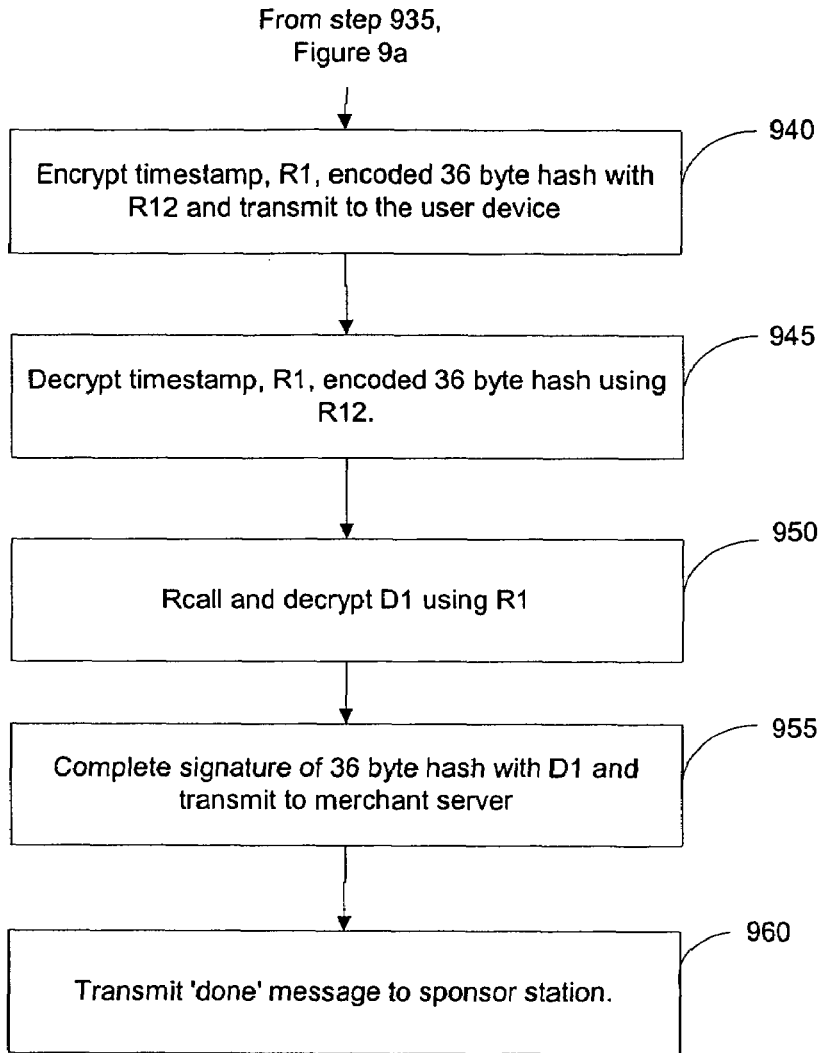 From step 935,
Figure 9a
940
Encrypt timestamp, R1, encoded 36 byte hash with
R12 and transmit to the user device
945
Decrypt timestamp, R1, encoded 36 byte hash using
R12.
950
Rcall and decrypt D1 using R1
955
Complete signature of 36 byte hash with D1 and
transmit to merchant server
960
Transmit 'done' message to sponsor station.